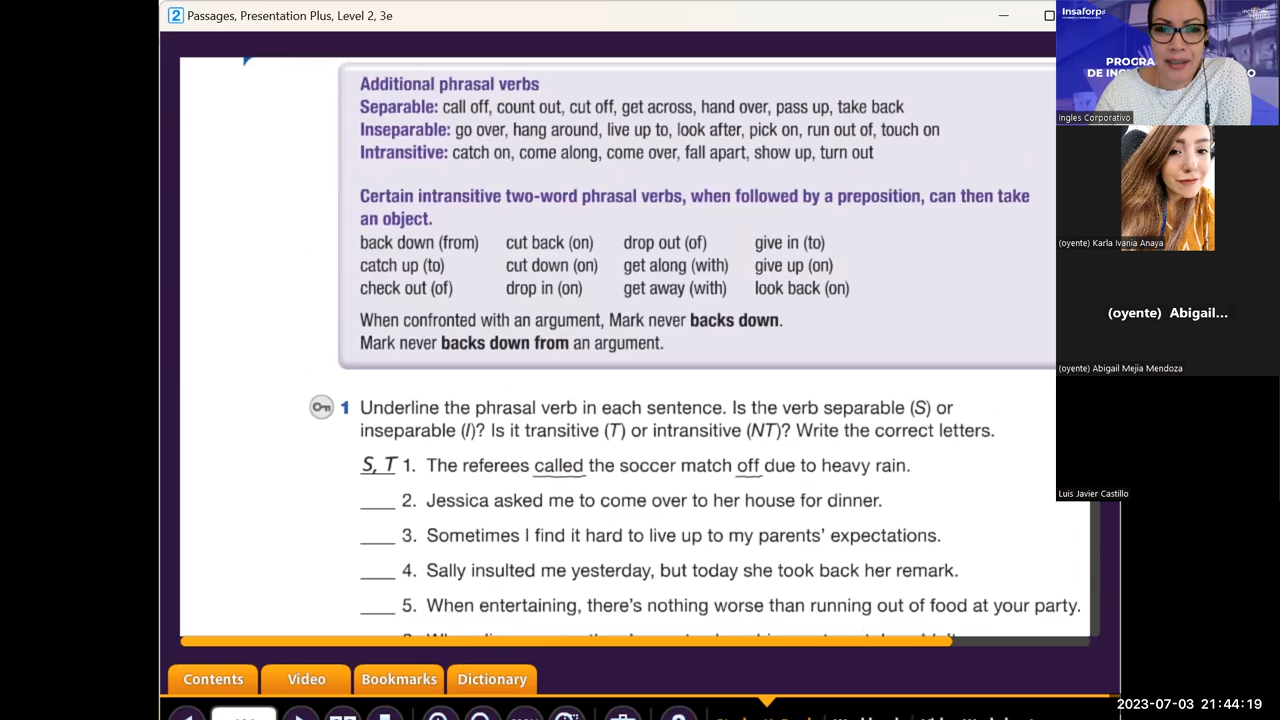 Passages, Presentation Plus, Level 2, 3e
Additional phrasal verbs
Separable: call off, count out, cut off, get across, hand over, pass up, take back
Inseparable: go over, hang around, live up to, look after, pick on, run out of, touch on
Intransitive: catch on, come along, come over, fall apart, show up, turn out
Certain intransitive two-word phrasal verbs, when followed by a preposition, can then take
an object.
back down (from) cut back (on) drop out (of) give in (to)
catch up (to) cut down (on) get along (with) give up (on)
check out (of) drop in (on) get away (with) look back (on)
When confronted with an argument, Mark never backs down.
Mark never backs down from an argument.
1 Underline the phrasal verb in each sentence. Is the verb separable (S) or
inseparable (I)? Is it transitive (T) or intransitive (NT)? Write the correct letters.
S, T 1. The referees called the soccer match off due to heavy rain.
____ 2. Jessica asked me to come over to her house for dinner.
____ 3. Sometimes I find it hard to live up to my parents' expectations.
____ 4. Sally insulted me yesterday, but today she took back her remark.
____ 5. When entertaining, there's nothing worse than running out of food at your party.
Contents Video Bookmarks Dictionary
Insaforp
PROGRA
DE IN
Ingles Corporativo
(oyente) Karla Ivania Anaya
(oyente) Abigail...
(oyente) Abigail Mejia Mendoza
Luis Javier Castillo
2023-07-03 21:44:19